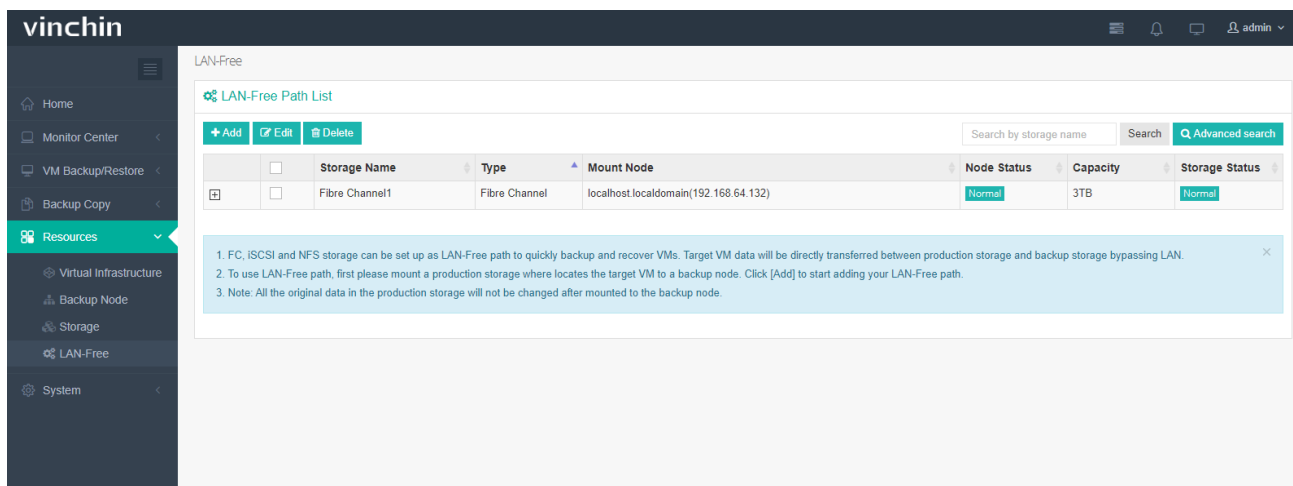 vinchin
admin
LAN-Free
Home
Monitor Center
VM Backup/Restore
Backup Copy
Resources
Virtual Infrastructure
Backup Node
Storage
LAN-Free
System
LAN-Free Path List
Add Edit Delete Search by storage name Search Advanced search
Storage Name Type Mount Node Node Status Capacity Storage Status
Fibre Channel1 Fibre Channel localhost.localdomain(192.168.64.132) Normal 3TB Normal
1. FC, iSCSI and NFS storage can be set up as LAN-Free path to quickly backup and recover VMs. Target VM data will be directly transferred between production storage and backup storage bypassing LAN.
2. To use LAN-Free path, first please mount a production storage where locates the target VM to a backup node. Click [Add] to start adding your LAN-Free path.
3. Note: All the original data in the production storage will not be changed after mounted to the backup node.